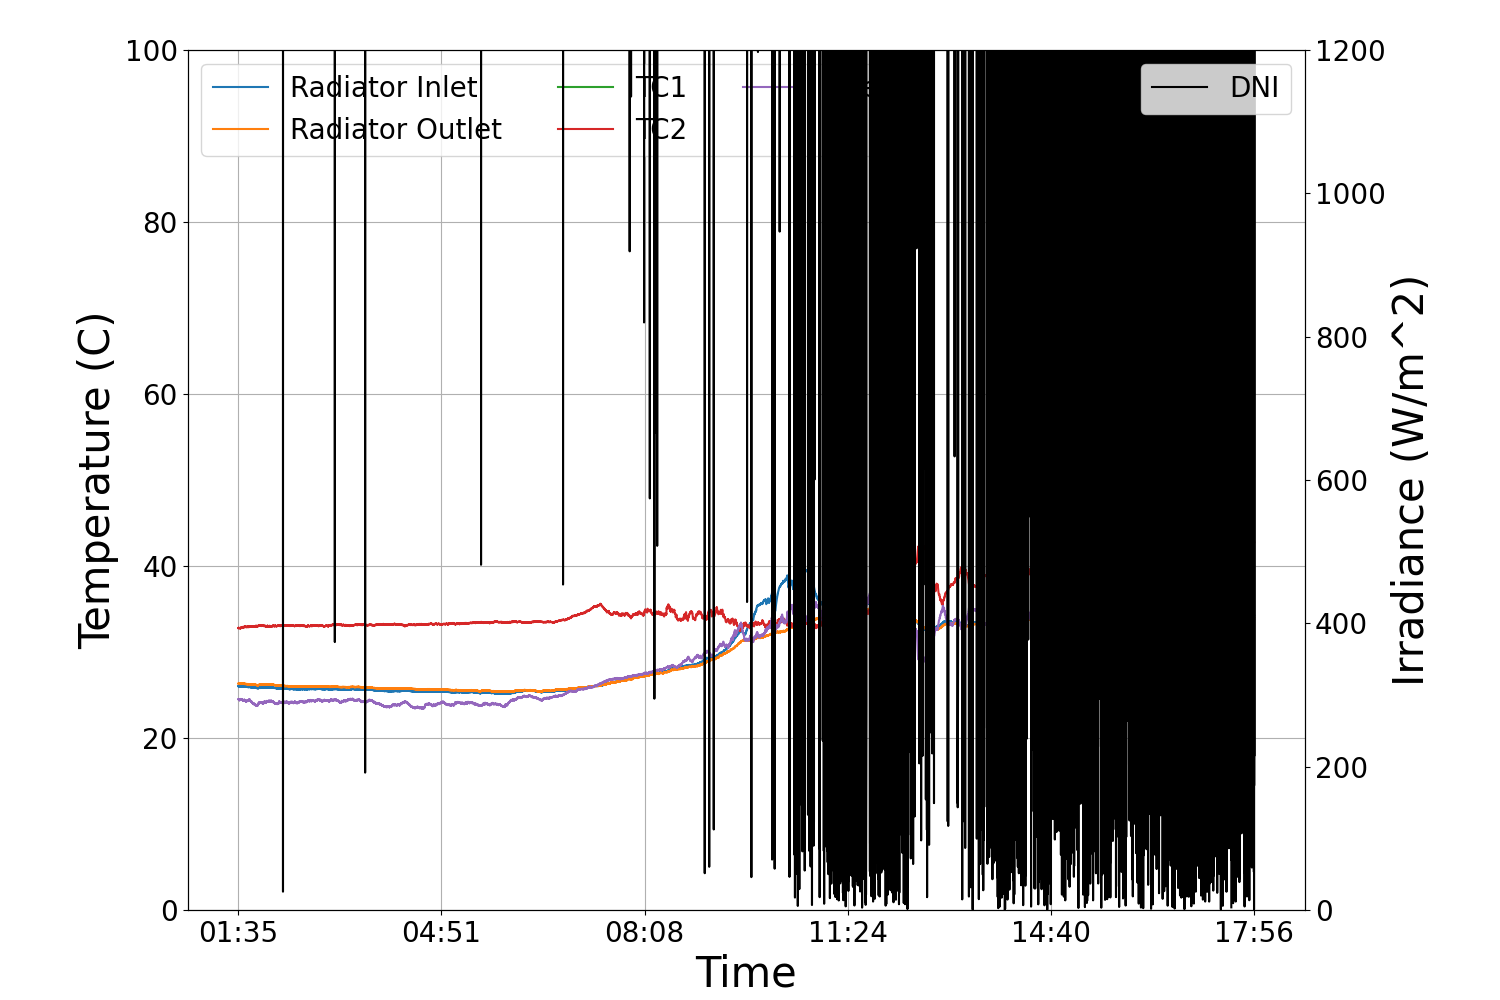 100
80
60
40
20
0
Temperature (C)
Radiator Inlet
Radiator Outlet
TC1
TC2
DNI
1200
1000
800
600
400
200
0
Irradiance (W/m^2)
01:35 04:51 08:08 11:24 14:40 17:56
Time